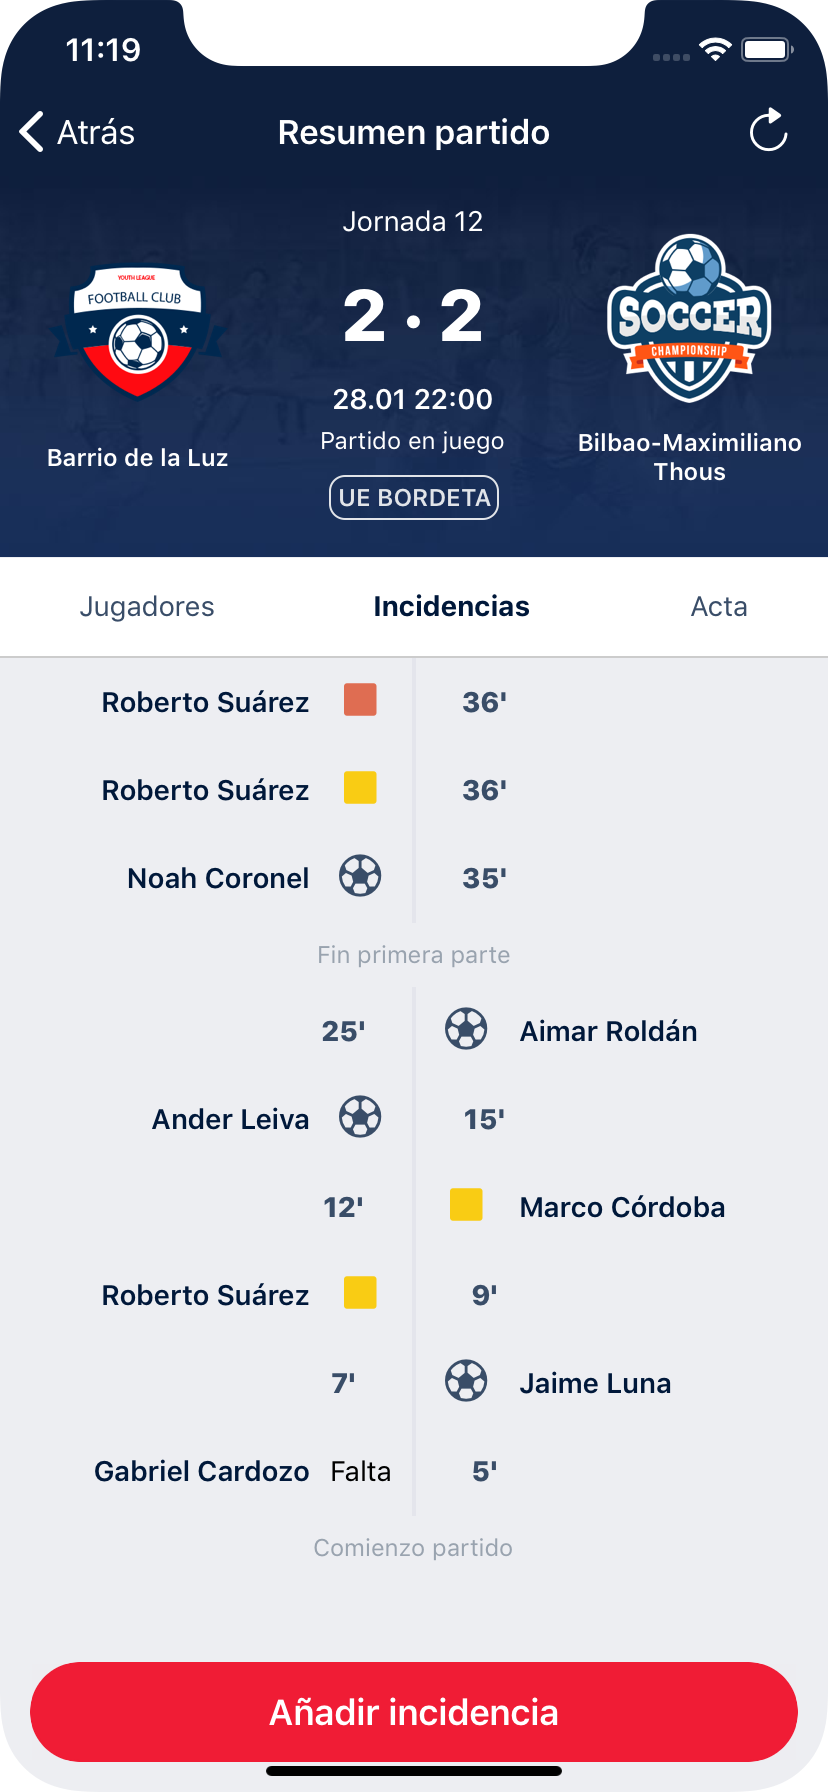 11:19
Atrás
Resumen partido
Jornada 12
YOUTH LEAGUE
FOOTBALL CLUB
2 · 2
SOCCER
CHAMPIONSHIP
28.01 22:00
Partido en juego
Barrio de la Luz
Bilbao-Maximiliano
Thous
UE BORDETA
Jugadores
Incidencias
Acta
Roberto Suárez 36'
Roberto Suárez 36'
Noah Coronel 35'
Fin primera parte
25' Aimar Roldán
Ander Leiva 15'
12' Marco Córdoba
Roberto Suárez 9'
7' Jaime Luna
Gabriel Cardozo Falta 5'
Comienzo partido
Añadir incidencia